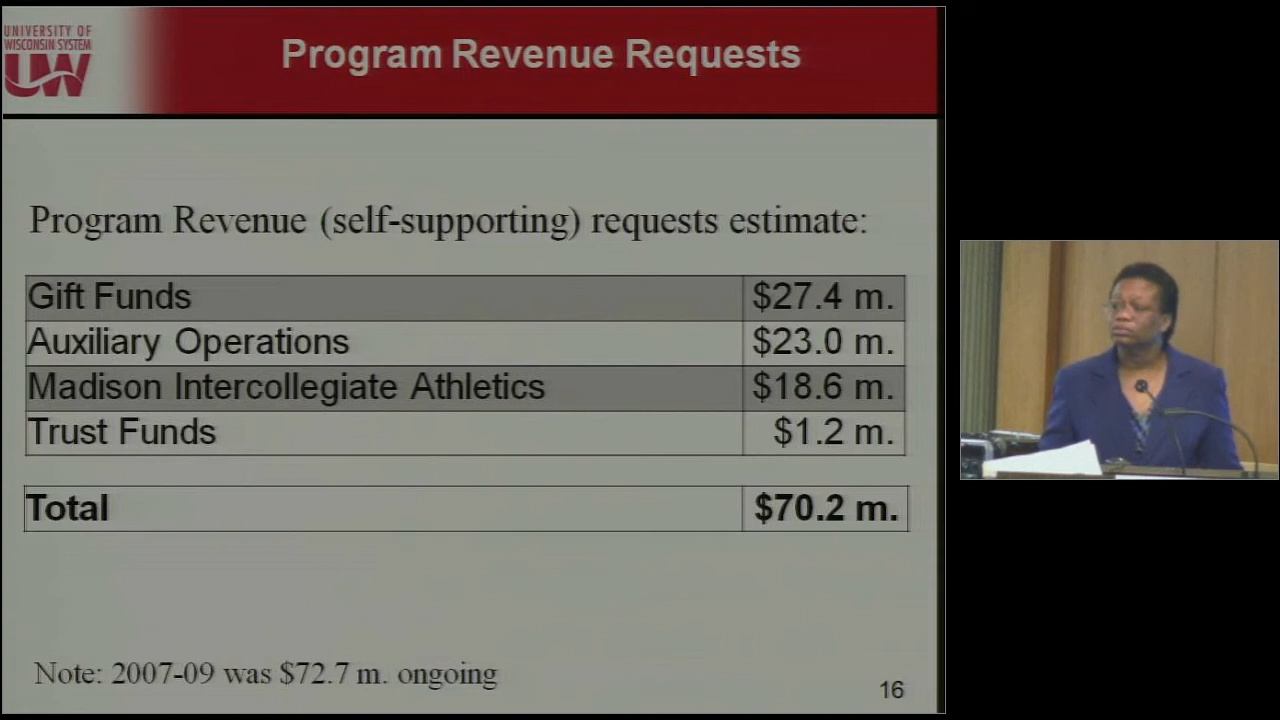 UNIVERSITY OF
WISCONSIN SYSTEM
UW
Program Revenue Requests
Program Revenue (self-supporting) requests estimate:
Gift Funds $27.4 m.
Auxiliary Operations $23.0 m.
Madison Intercollegiate Athletics $18.6 m.
Trust Funds $1.2 m.
Total $70.2 m.
Note: 2007-09 was $72.7 m. ongoing
16